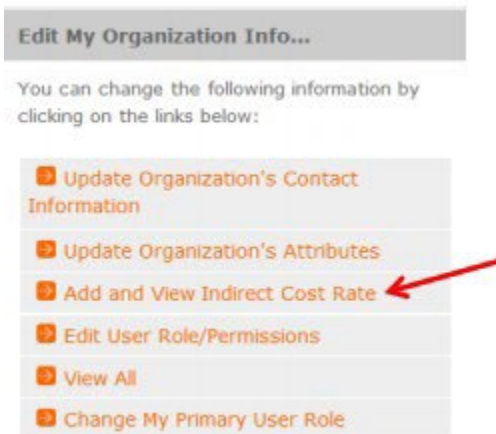 Edit My Organization Info...
You can change the following information by
clicking on the links below:
Update Organization's Contact
Information
Update Organization's Attributes
Add and View Indirect Cost Rate
Edit User Role/Permissions
View All
Change My Primary User Role